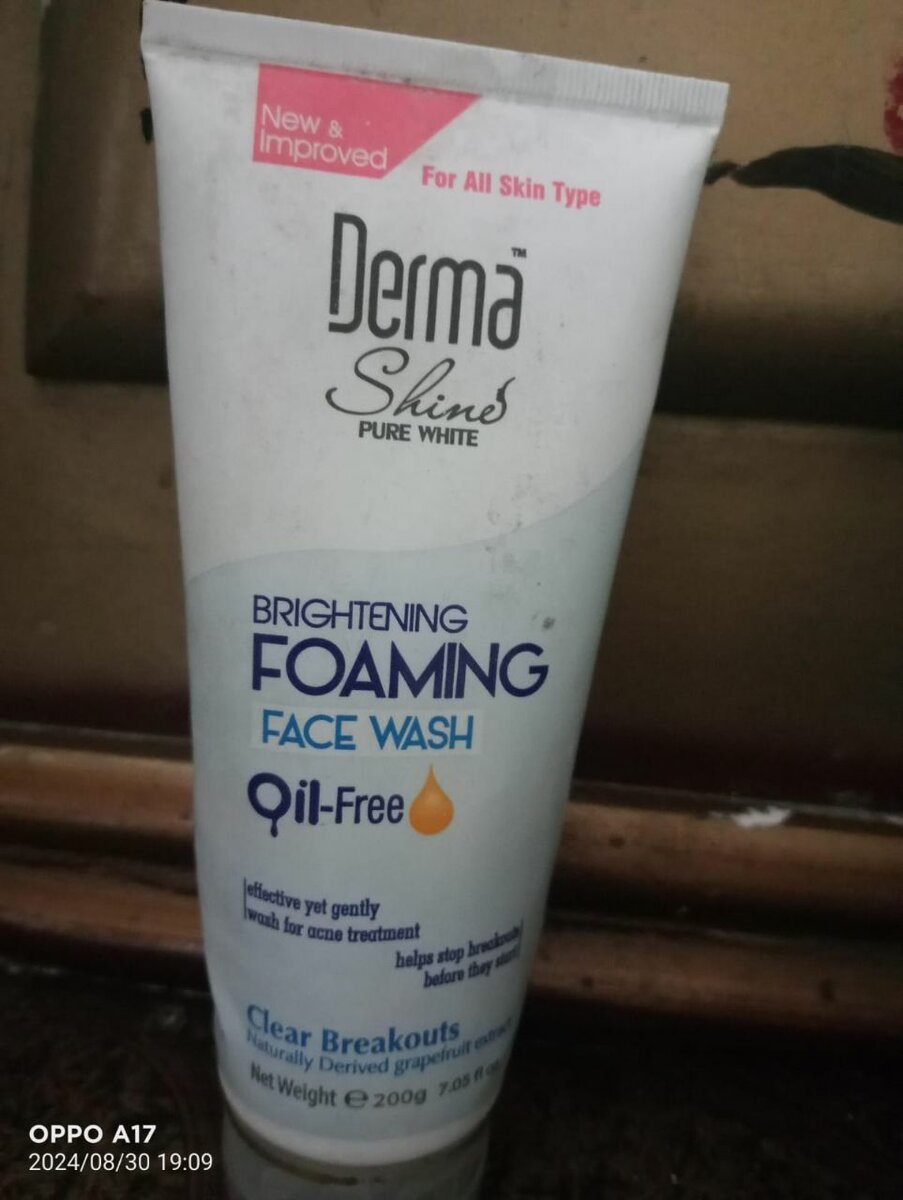 New &
Improved
For All Skin Type
Derma™
Shine
PURE WHITE
BRIGHTENING
FOAMING
FACE WASH
Oil-Free
effective yet gently
wash for acne treatment
helps stop breakouts
before they start
Clear Breakouts
Naturally Derived grapefruit extract
Net Weight ℮ 200g 7.05 fl oz
OPPO A17
2024/08/30 19:09